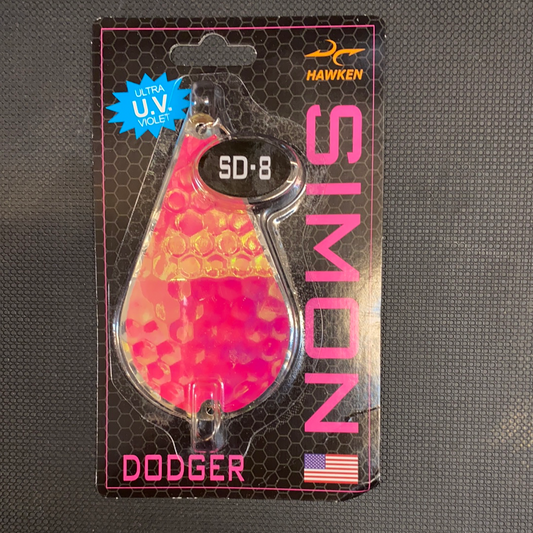 HAWKEN
ULTRA
U.V.
VIOLET
SD-8
SIMON
DODGER